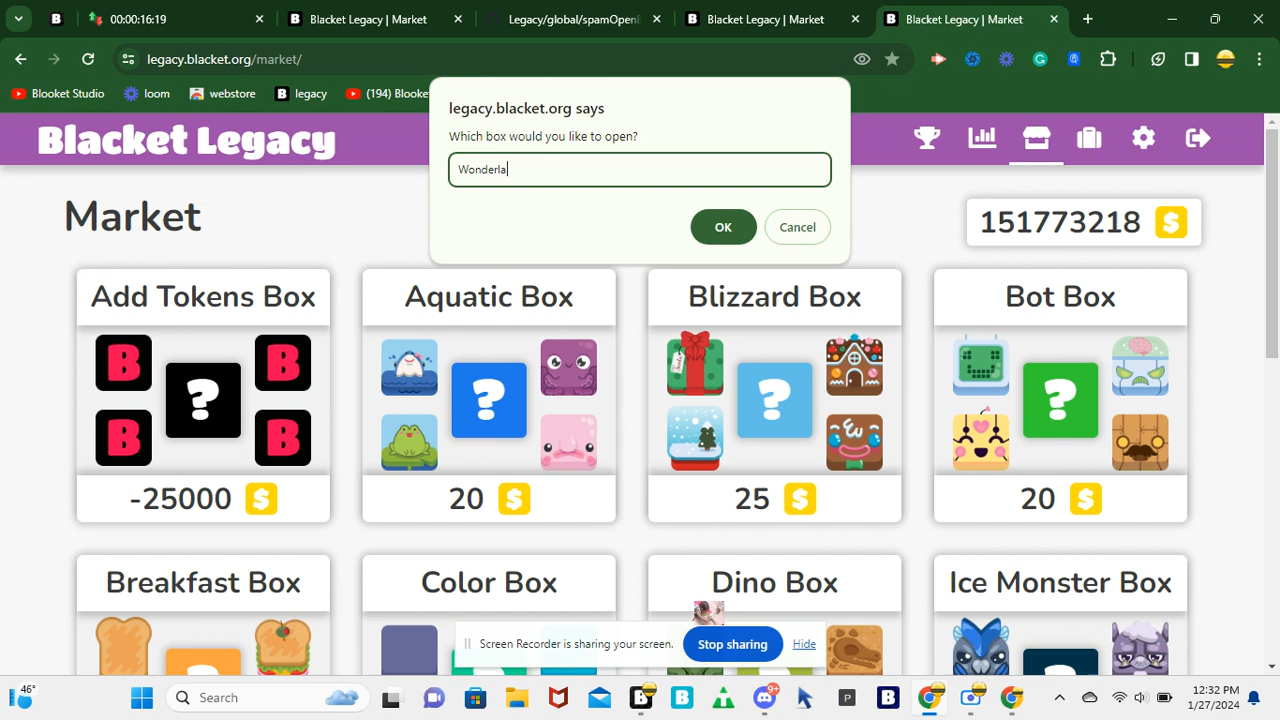 00:00:16:19
Blacket Legacy | Market
Legacy/global/spamOpenB
Blacket Legacy | Market
Blacket Legacy | Market
legacy.blacket.org/market/
Blooket Studio
loom
webstore
legacy
(194) Blooke
legacy.blacket.org says
Which box would you like to open?
Wonderla
OK
Cancel
Blacket Legacy
Market
151773218
Add Tokens Box
Aquatic Box
Blizzard Box
Bot Box
B
B
?
B
B
?
?
?
-25000
20
25
20
Breakfast Box
Color Box
Dino Box
Ice Monster Box
Screen Recorder is sharing your screen.
Stop sharing
Hide
46°
Search
9+
12:32 PM
1/27/2024